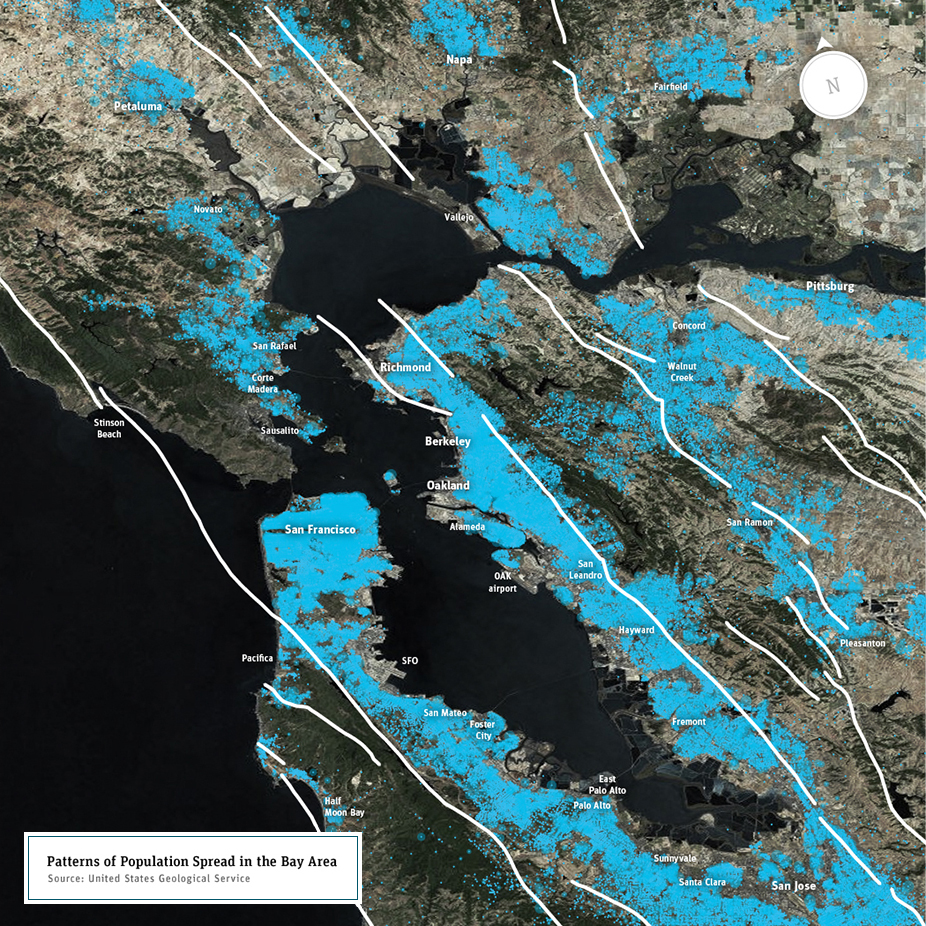 Napa
Fairfield
N
Petaluma
Novato
Vallejo
Pittsburg
Concord
San Rafael
Richmond
Walnut
Creek
Corte
Madera
Stinson
Beach
Sausalito
Berkeley
Oakland
San Francisco
Alameda
San Ramon
OAK
airport
San
Leandro
Hayward
Pleasanton
Pacifica
SFO
San Mateo
Foster
City
Fremont
East
Palo Alto
Palo Alto
Half
Moon Bay
Sunnyvale
Santa Clara
San Jose
Patterns of Population Spread in the Bay Area
Source: United States Geological Service